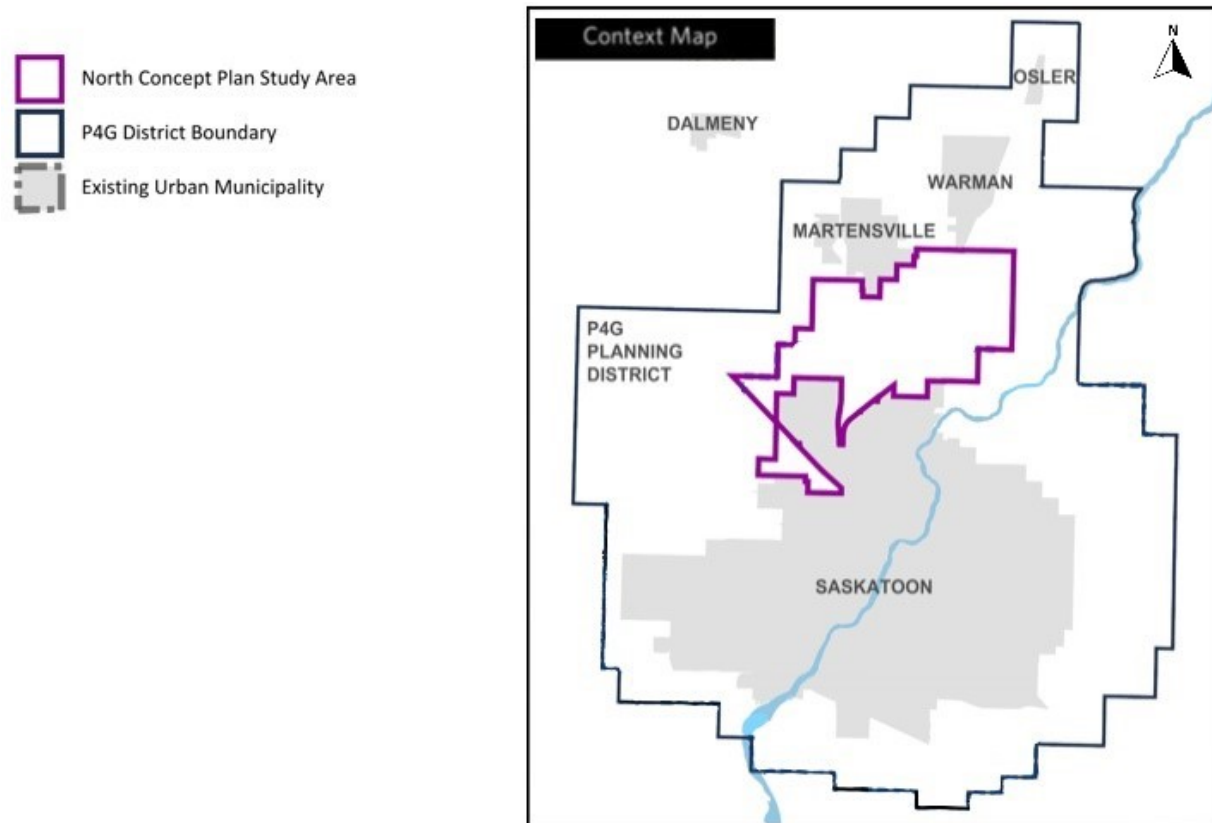 North Concept Plan Study Area
P4G District Boundary
Existing Urban Municipality
Context Map
N
OSLER
DALMENY
WARMAN
MARTENSVILLE
P4G
PLANNING
DISTRICT
SASKATOON